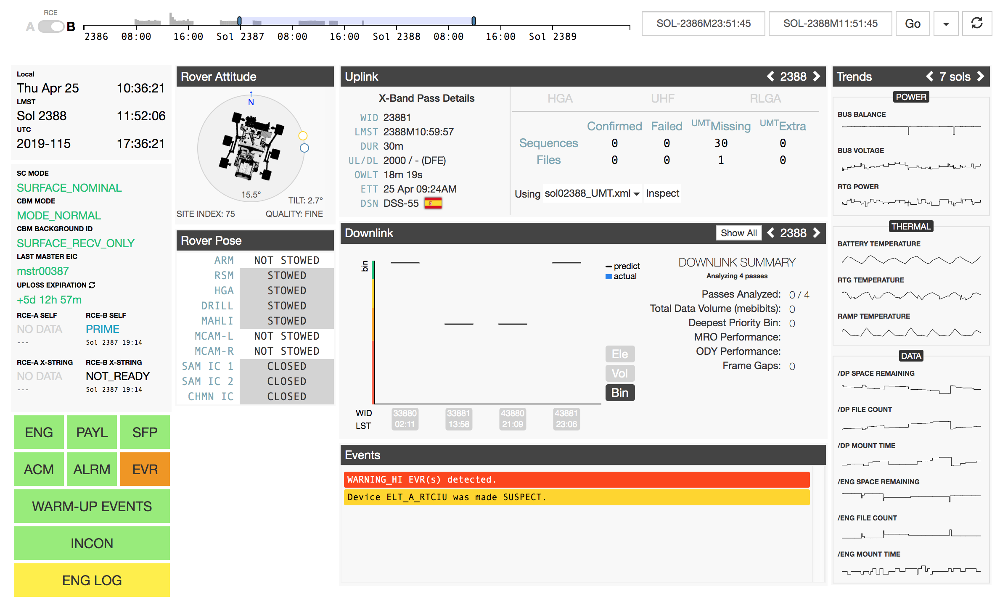 RCE
A B
2386 08:00 16:00 Sol 2387 08:00 16:00 Sol 2388 08:00 16:00 Sol 2389
SOL-2386M23:51:45 SOL-2388M11:51:45 Go
Local
Thu Apr 25 10:36:21
LMST
Sol 2388 11:52:06
UTC
2019-115 17:36:21
SC MODE
SURFACE_NOMINAL
CBM MODE
MODE_NORMAL
CBM BACKGROUND ID
SURFACE_RECV_ONLY
LAST MASTER EIC
mstr00387
UPLOSS EXPIRATION
+5d 12h 57m
RCE-A SELF RCE-B SELF
NO DATA PRIME
--- Sol 2387 19:14
RCE-A X-STRING RCE-B X-STRING
NO DATA NOT_READY
--- Sol 2387 19:14
ENG PAYL SFP
ACM ALRM EVR
WARM-UP EVENTS
INCON
ENG LOG
Rover Attitude
N
15.5°
TILT: 2.7°
SITE INDEX: 75 QUALITY: FINE
Rover Pose
ARM NOT STOWED
RSM STOWED
HGA STOWED
DRILL STOWED
MAHLI STOWED
MCAM-L NOT STOWED
MCAM-R NOT STOWED
SAM IC 1 CLOSED
SAM IC 2 CLOSED
CHMN IC CLOSED
Uplink 2388
X-Band Pass Details
WID 23881
LMST 2388M10:59:57
DUR 30m
UL/DL 2000 / - (DFE)
OWLT 18m 19s
ETT 25 Apr 09:24AM
DSN DSS-55
HGA UHF RLGA
Confirmed Failed UMTMissing UMTExtra
Sequences 0 0 30 0
Files 0 0 1 0
Using sol02388_UMT.xml Inspect
Downlink Show All 2388
bin
predict
actual
Ele
Vol
Bin
WID 33880 33881 43880 43881
LST 02:11 13:58 21:09 23:06
DOWNLINK SUMMARY
Analyzing 4 passes
Passes Analyzed: 0 / 4
Total Data Volume (mebibits): 0
Deepest Priority Bin: 0
MRO Performance:
ODY Performance:
Frame Gaps: 0
Events
WARNING_HI EVR(s) detected.
Device ELT_A_RTCIU was made SUSPECT.
Trends 7 sols
POWER
BUS BALANCE
BUS VOLTAGE
RTG POWER
THERMAL
BATTERY TEMPERATURE
RTG TEMPERATURE
RAMP TEMPERATURE
DATA
/DP SPACE REMAINING
/DP FILE COUNT
/DP MOUNT TIME
/ENG SPACE REMAINING
/ENG FILE COUNT
/ENG MOUNT TIME